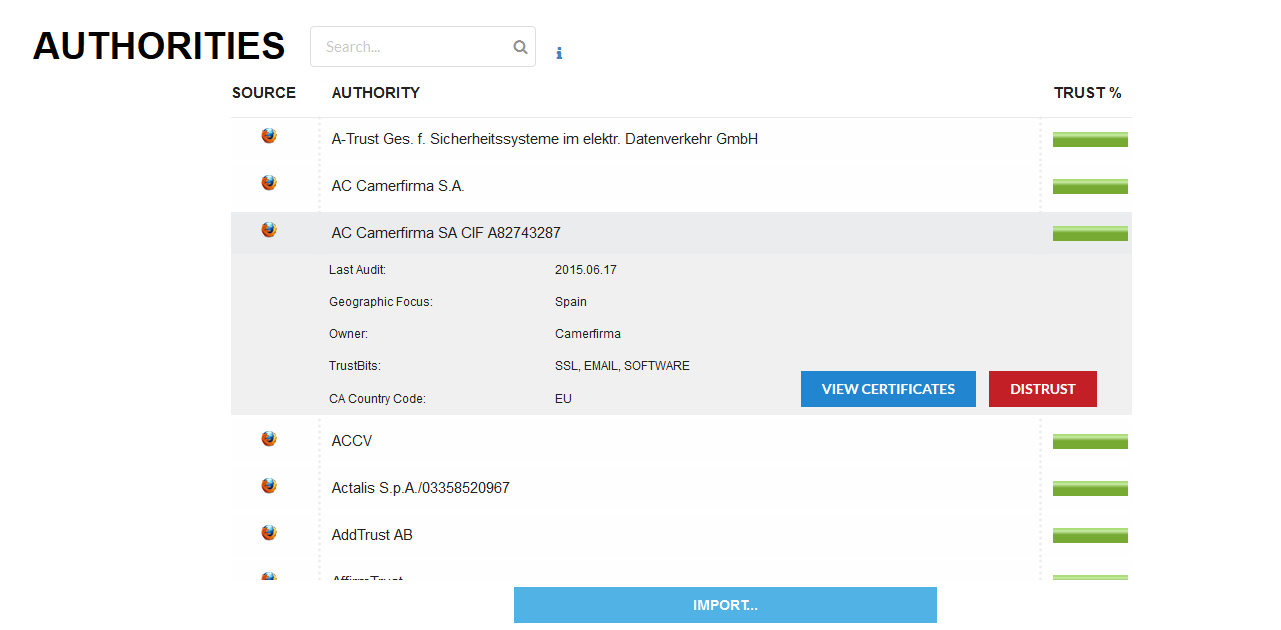 AUTHORITIES Search...
SOURCE AUTHORITY TRUST %
A-Trust Ges. f. Sicherheitssysteme im elektr. Datenverkehr GmbH
AC Camerfirma S.A.
AC Camerfirma SA CIF A82743287
Last Audit: 2015.06.17
Geographic Focus: Spain
Owner: Camerfirma
TrustBits: SSL, EMAIL, SOFTWARE
CA Country Code: EU
VIEW CERTIFICATES DISTRUST
ACCV
Actalis S.p.A./03358520967
AddTrust AB
AffirmTrust
IMPORT...